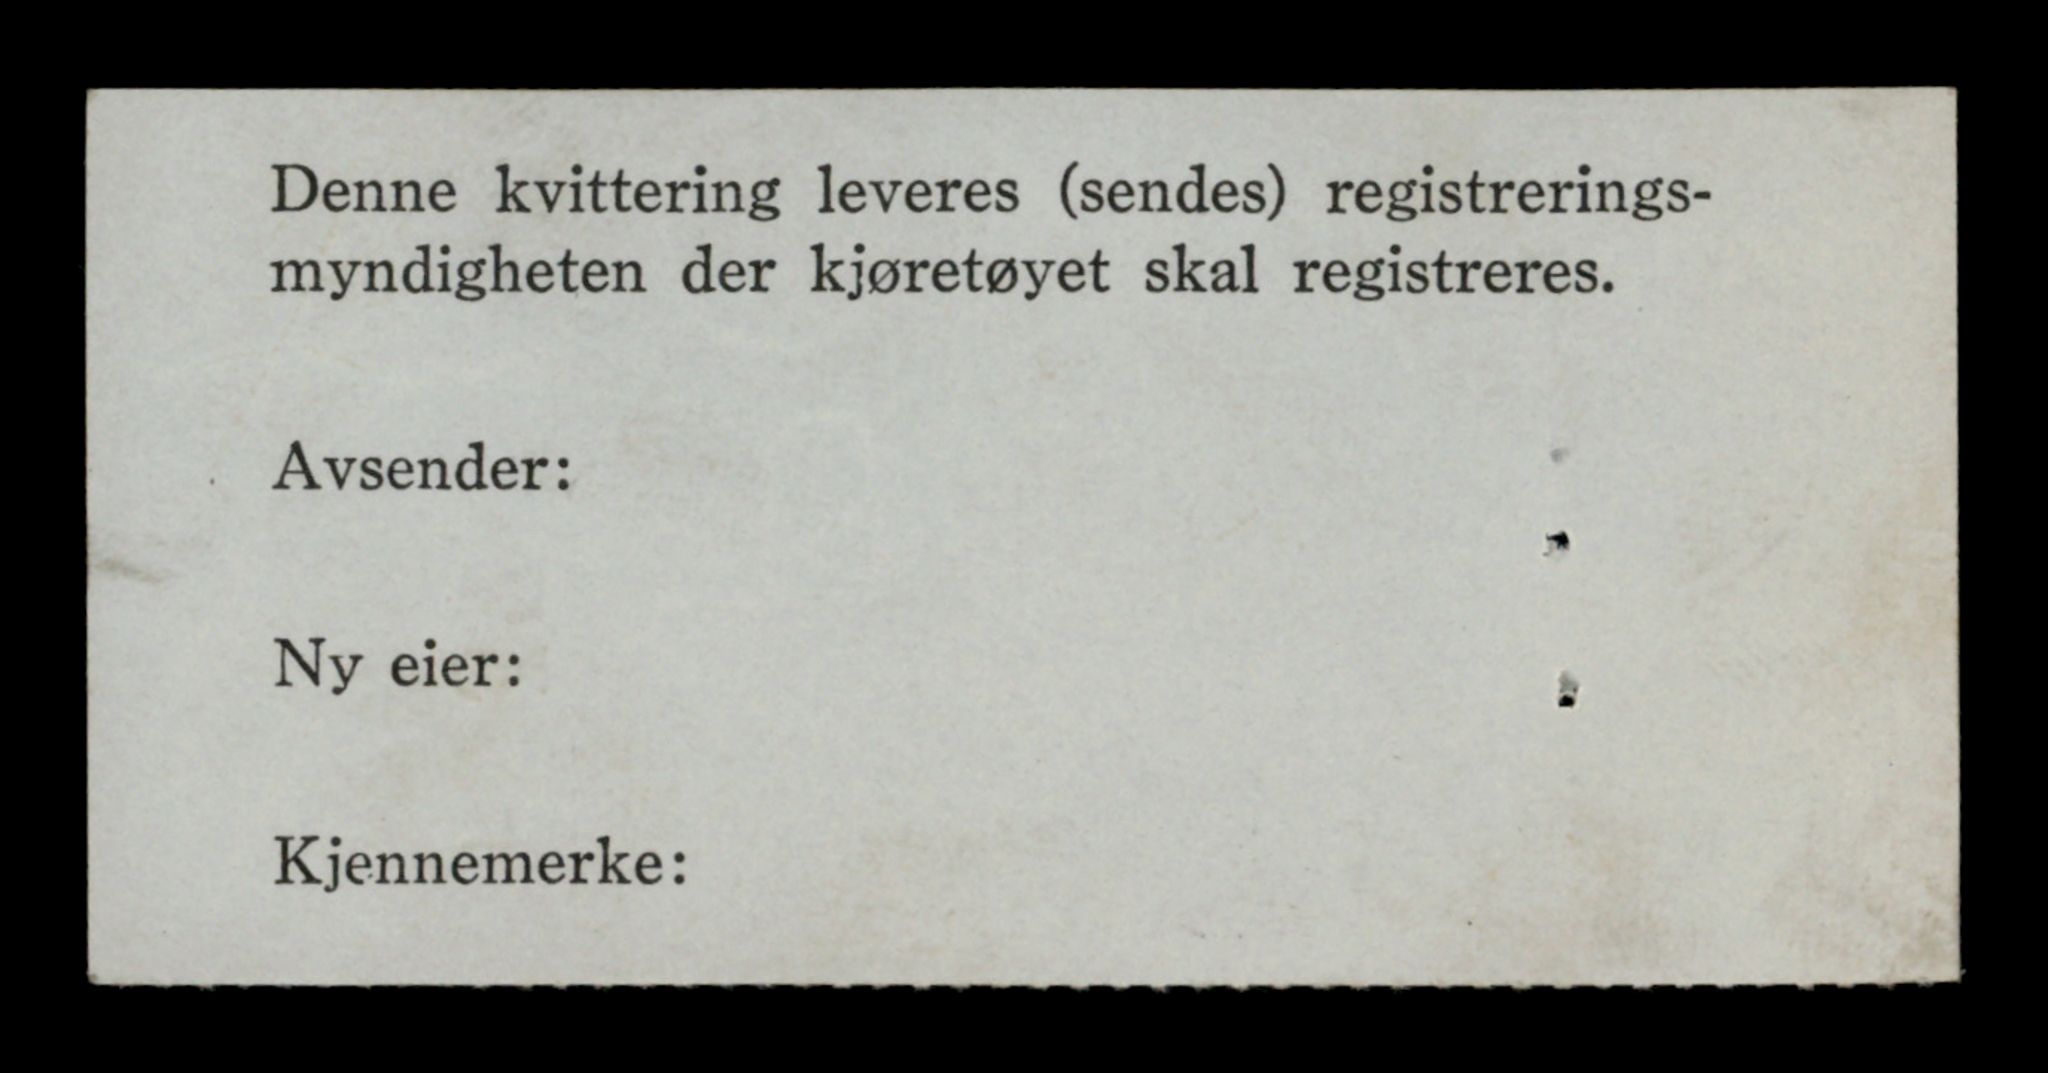 Denne kvittering leveres (sendes) registrerings-
myndigheten der kjøretøyet skal registreres.
Avsender:
Ny eier:
Kjennemerke: